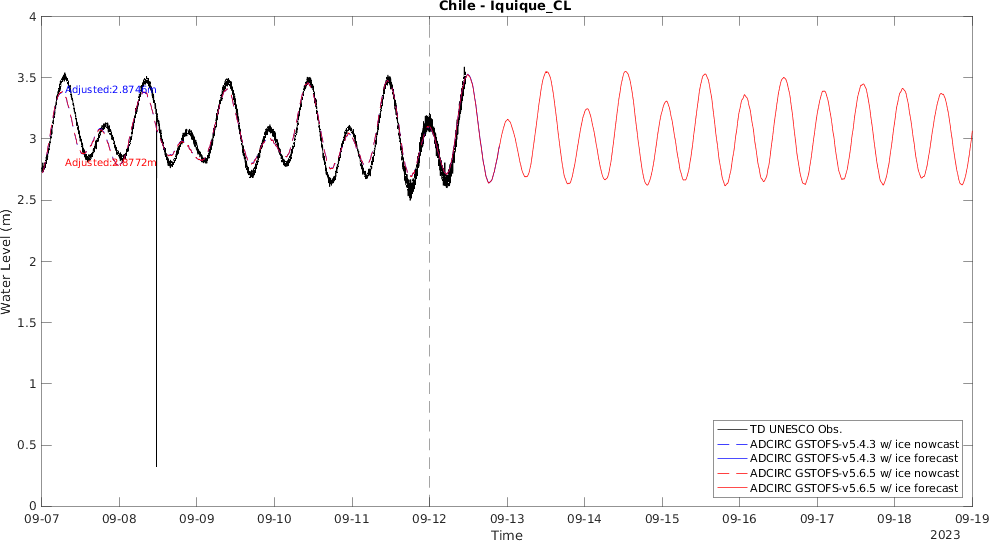 Chile - Iquique_CL
4
3.5
3
2.5
2
1.5
1
0.5
0
Water Level (m)
Adjusted:2.874
Adjusted:
TD UNESCO Obs.
ADCIRC GSTOFS-v5.4.3 w/ ice nowcast
ADCIRC GSTOFS-v5.4.3 w/ ice forecast
ADCIRC GSTOFS-v5.6.5 w/ ice nowcast
ADCIRC GSTOFS-v5.6.5 w/ ice forecast
09-07 09-08 09-09 09-10 09-11 09-12 09-13 09-14 09-15 09-16 09-17 09-18 09-19
Time
2023